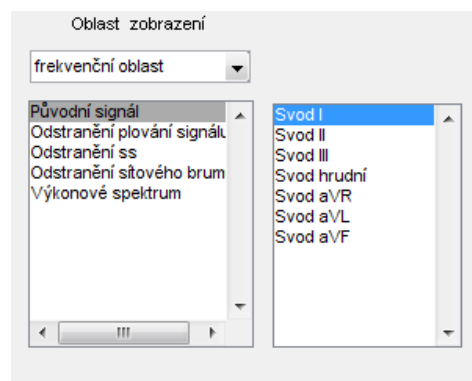 Oblast zobrazení
frekvenční oblast
Původní signál
Odstranění plování signálu
Odstranění ss
Odstranění síťového brum
Výkonové spektrum
Svod I
Svod II
Svod III
Svod hrudní
Svod aVR
Svod aVL
Svod aVF